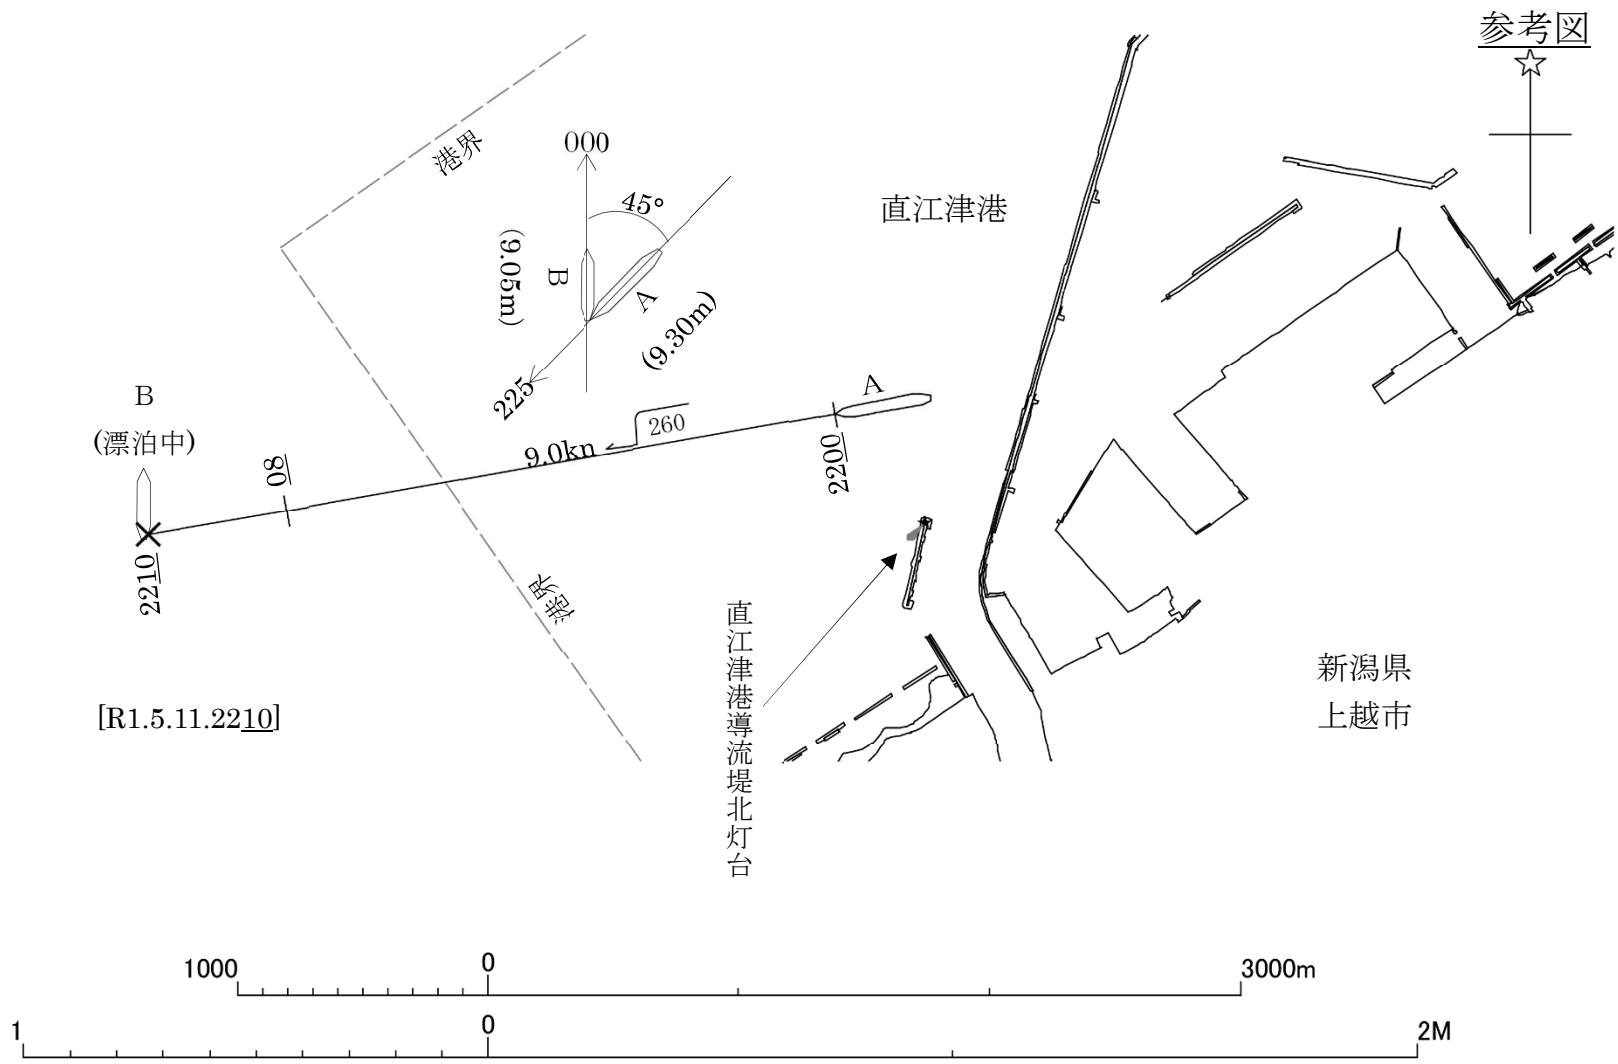 参考図
港界
000
45°
直江津港
(9.05m)
B
A
(9.30m)
225
B
(漂泊中)
A
260
9.0kn
2200
08
2210
港界
直江津港導流堤北灯台
新潟県
上越市
[R1.5.11.2210]
1000
0
3000m
1
0
2M